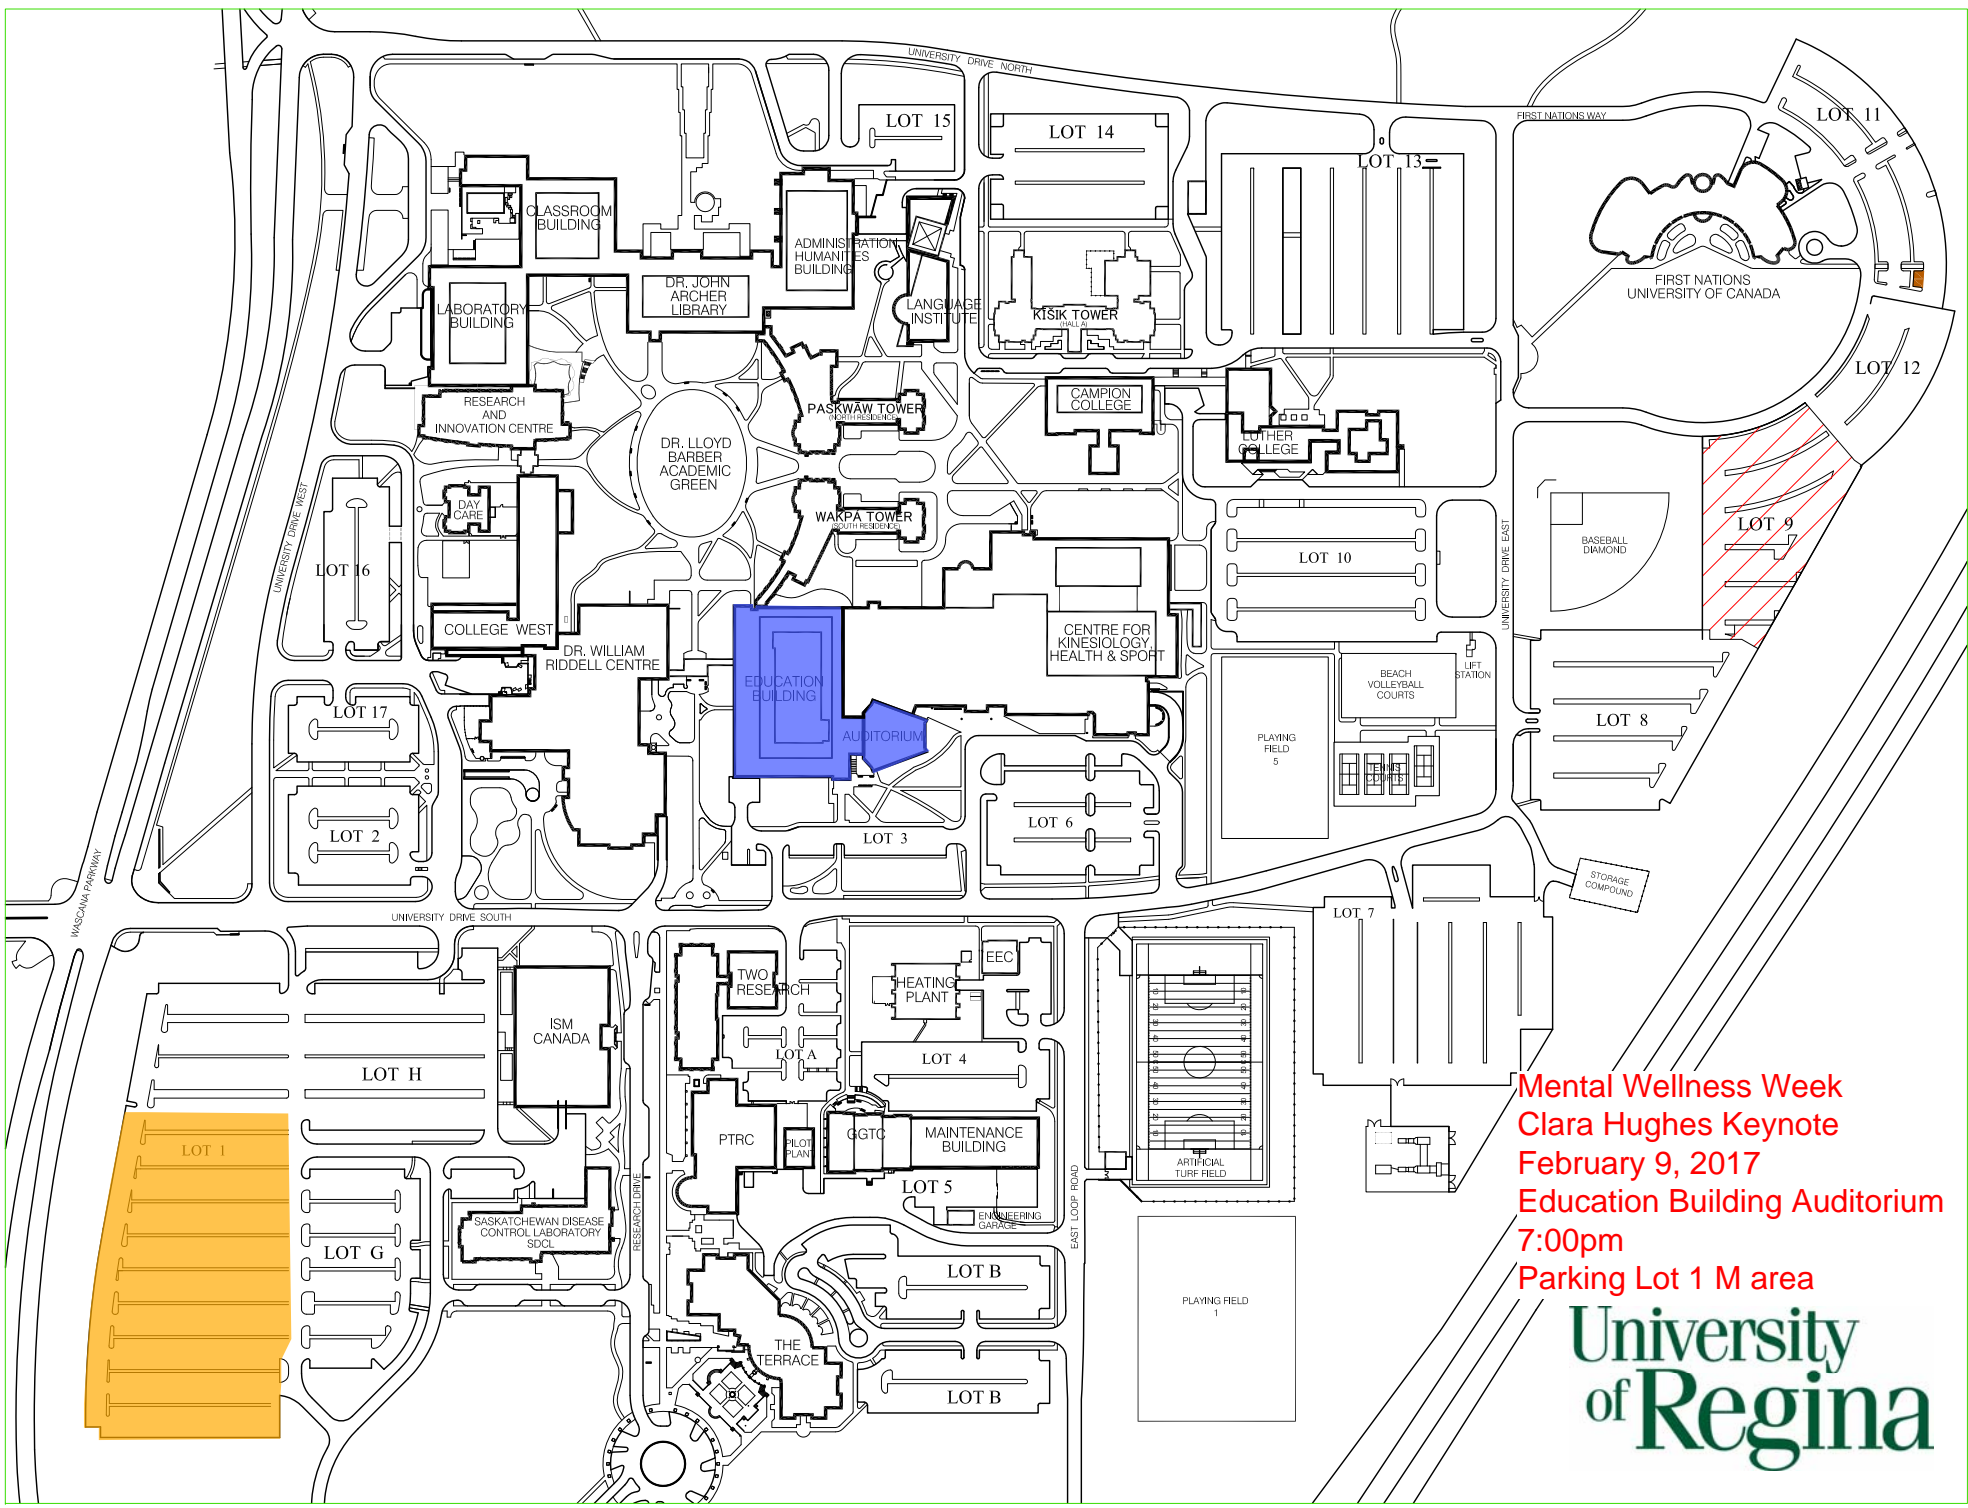 UNIVERSITY DRIVE NORTH
FIRST NATIONS WAY
LOT 11
LOT 15
LOT 14
LOT 13
CLASSROOM
BUILDING
ADMINISTRATION
HUMANITIES
BUILDING
DR. JOHN
ARCHER
LIBRARY
LABORATORY
BUILDING
LANGUAGE
INSTITUTE
KĪŠIK TOWER
(HALL A)
FIRST NATIONS
UNIVERSITY OF CANADA
LOT 12
RESEARCH
AND
INNOVATION CENTRE
PASKWĀW TOWER
(NORTH RESIDENCE)
CAMPION
COLLEGE
LUTHER
COLLEGE
DR. LLOYD
BARBER
ACADEMIC
GREEN
DAY
CARE
WAKPÁ TOWER
(SOUTH RESIDENCE)
UNIVERSITY DRIVE WEST
LOT 16
LOT 10
UNIVERSITY DRIVE EAST
BASEBALL
DIAMOND
LOT 9
COLLEGE WEST
DR. WILLIAM
RIDDELL CENTRE
CENTRE FOR
KINESIOLOGY,
HEALTH & SPORT
EDUCATION
BUILDING
AUDITORIUM
BEACH
VOLLEYBALL
COURTS
LIFT
STATION
LOT 17
LOT 8
PLAYING
FIELD
5
TENNIS
COURTS
LOT 2
LOT 3
LOT 6
WASCANA PARKWAY
STORAGE
COMPOUND
UNIVERSITY DRIVE SOUTH
LOT 7
TWO
RESEARCH
HEATING
PLANT
EEC
ISM
CANADA
LOT A
LOT 4
LOT H
PTRC
PILOT
PLANT
GGTC
MAINTENANCE
BUILDING
LOT 1
ARTIFICIAL
TURF FIELD
LOT 5
ENGINEERING
GARAGE
RESEARCH DRIVE
EAST LOOP ROAD
SASKATCHEWAN DISEASE
CONTROL LABORATORY
SDCL
LOT G
LOT B
PLAYING FIELD
1
THE
TERRACE
LOT B
Mental Wellness Week
Clara Hughes Keynote
February 9, 2017
Education Building Auditorium
7:00pm
Parking Lot 1 M area
University
of Regina